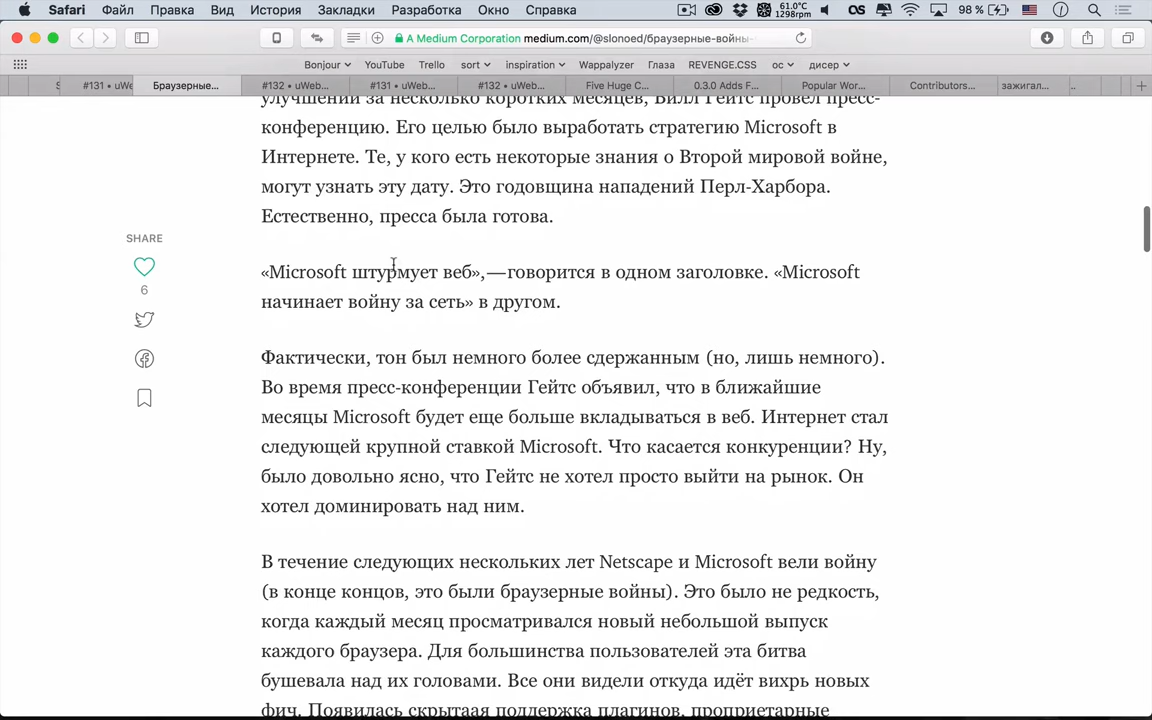 Safari Файл Правка Вид История Закладки Разработка Окно Справка 61.0°C 1298rpm 98 %
A Medium Corporation medium.com/@slonoed/браузерные-войны-
Bonjour YouTube Trello sort inspiration Wappalyzer Глаза REVENGE.CSS ос дисер
#131 • uWe Браузерные... #132 • uWeb... #131 • uWeb... #132 • uWeb... Five Huge C... 0.3.0 Adds F... Popular Wor... Contributors... зажигал... ..
улучшений за несколько коротких месяцев, Билл Гейтс провел пресс-
конференцию. Его целью было выработать стратегию Microsoft в
Интернете. Те, у кого есть некоторые знания о Второй мировой войне,
могут узнать эту дату. Это годовщина нападений Перл-Харбора.
Естественно, пресса была готова.
SHARE
6
«Microsoft штурмует веб»,—говорится в одном заголовке. «Microsoft
начинает войну за сеть» в другом.
Фактически, тон был немного более сдержанным (но, лишь немного).
Во время пресс-конференции Гейтс объявил, что в ближайшие
месяцы Microsoft будет еще больше вкладываться в веб. Интернет стал
следующей крупной ставкой Microsoft. Что касается конкуренции? Ну,
было довольно ясно, что Гейтс не хотел просто выйти на рынок. Он
хотел доминировать над ним.
В течение следующих нескольких лет Netscape и Microsoft вели войну
(в конце концов, это были браузерные войны). Это было не редкость,
когда каждый месяц просматривался новый небольшой выпуск
каждого браузера. Для большинства пользователей эта битва
бушевала над их головами. Все они видели откуда идёт вихрь новых
фич. Появилась скрытаая поддержка плагинов, проприетарные